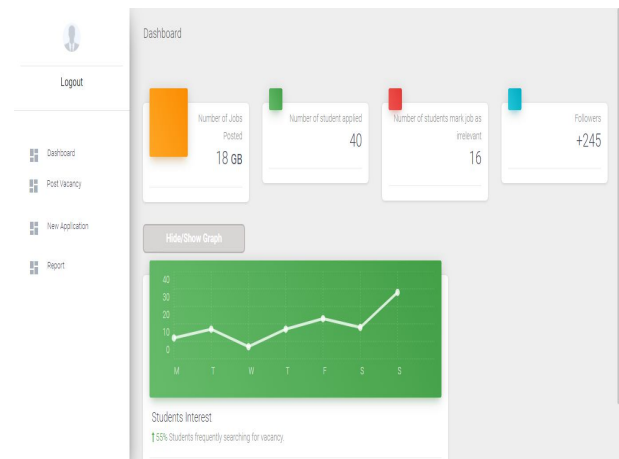 Logout
Dashboard
Post Vacancy
New Application
Report
Dashboard
Number of Jobs
Posted
18 GB
Number of student applied
40
Number of students mark job as
irrelevant
16
Followers
+245
Hide/Show Graph
40
30
20
10
0
M T W T F S S
Students Interest
55% Students frequently searching for vacancy.